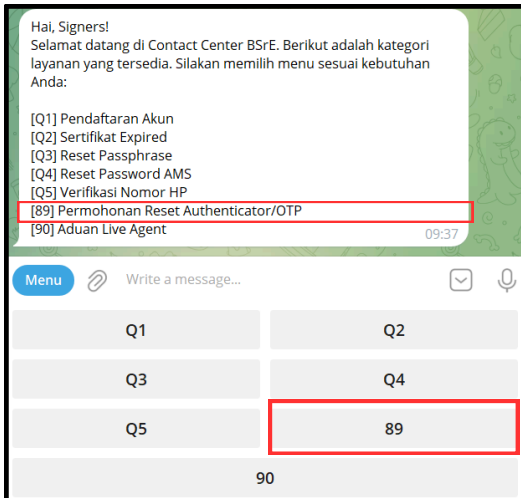 Hai, Signers!
Selamat datang di Contact Center BSrE. Berikut adalah kategori
layanan yang tersedia. Silakan memilih menu sesuai kebutuhan
Anda:
[Q1] Pendaftaran Akun
[Q2] Sertifikat Expired
[Q3] Reset Passphrase
[Q4] Reset Password AMS
[Q5] Verifikasi Nomor HP
[89] Permohonan Reset Authenticator/OTP
[90] Aduan Live Agent
09:37
Menu Write a message...
Q1 Q2
Q3 Q4
Q5 89
90